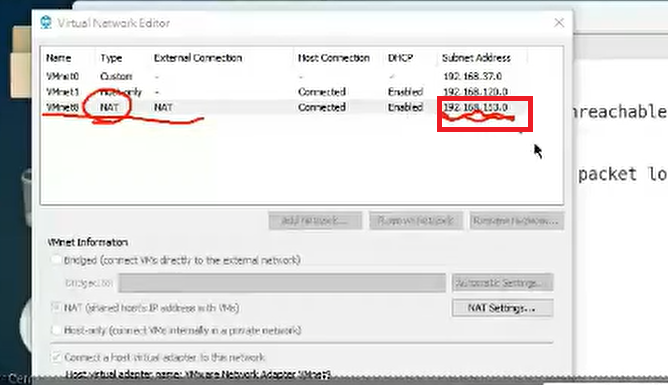 Virtual Network Editor
Name Type External Connection Host Connection DHCP Subnet Address
VMnet0 Custom - - - 192.168.37.0
VMnet1 Host-only - Connected Enabled 192.168.120.0
VMnet8 NAT NAT Connected Enabled 192.168.153.0
nreachable
packet lo
Add Network... Remove Network... Rename Network...
VMnet Information
Bridged (connect VMs directly to the external network)
Bridged to: Automatic Settings...
NAT (shared host's IP address with VMs) NAT Settings...
Host-only (connect VMs internally in a private network)
Connect a host virtual adapter to this network
Host virtual adapter name: VMware Network Adapter VMnet8